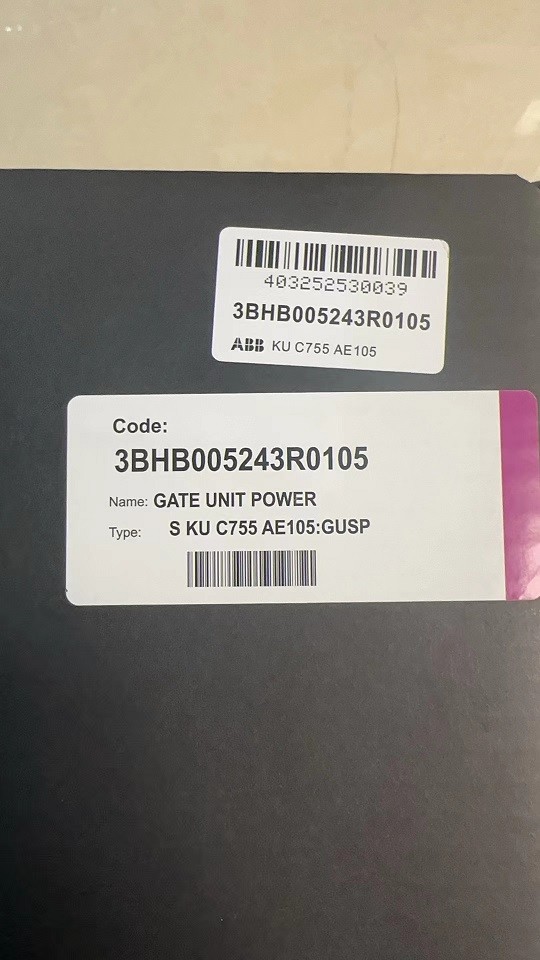 403252530039
3BHB005243R0105
ABB KU C755 AE105
Code:
3BHB005243R0105
Name: GATE UNIT POWER
Type: S KU C755 AE105:GUSP